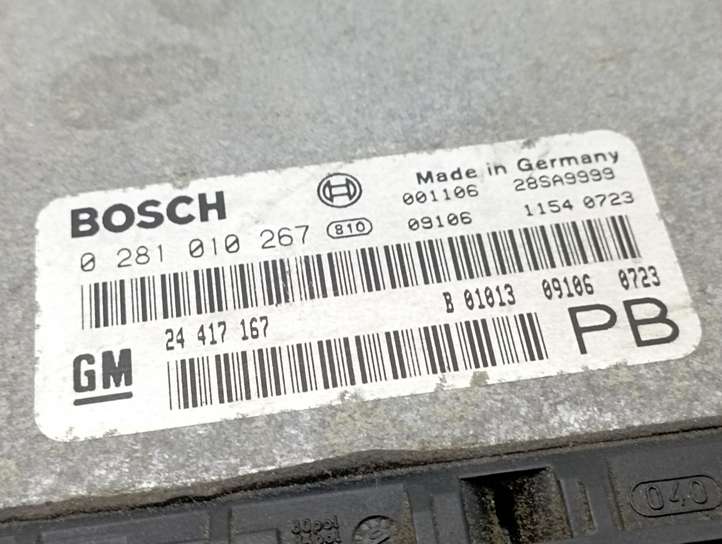 BOSCH
Made in Germany
001106 28SA9999
0 281 010 267 810 09106 1154 0723
24 417 167 B 01013 09106 0723
GM PB
040